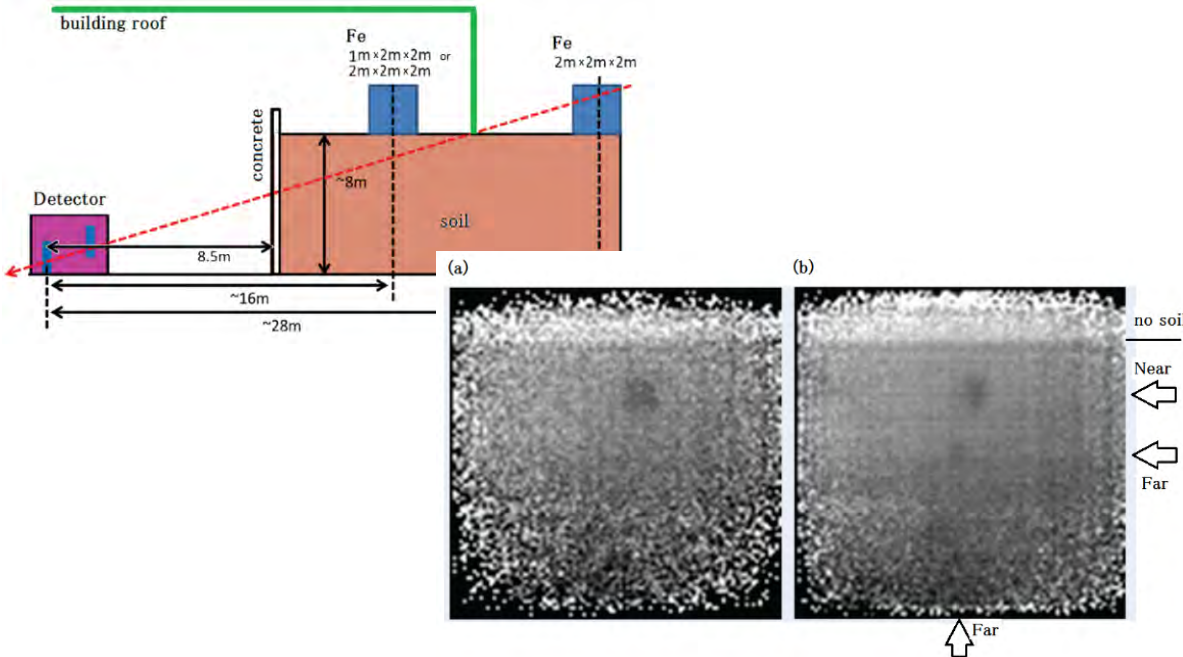 building roof
Fe
1m×2m×2m or
2m×2m×2m
Fe
2m×2m×2m
concrete
~8m
Detector
soil
8.5m
~16m
~28m
(a)
(b)
no soil
Near
Far
Far